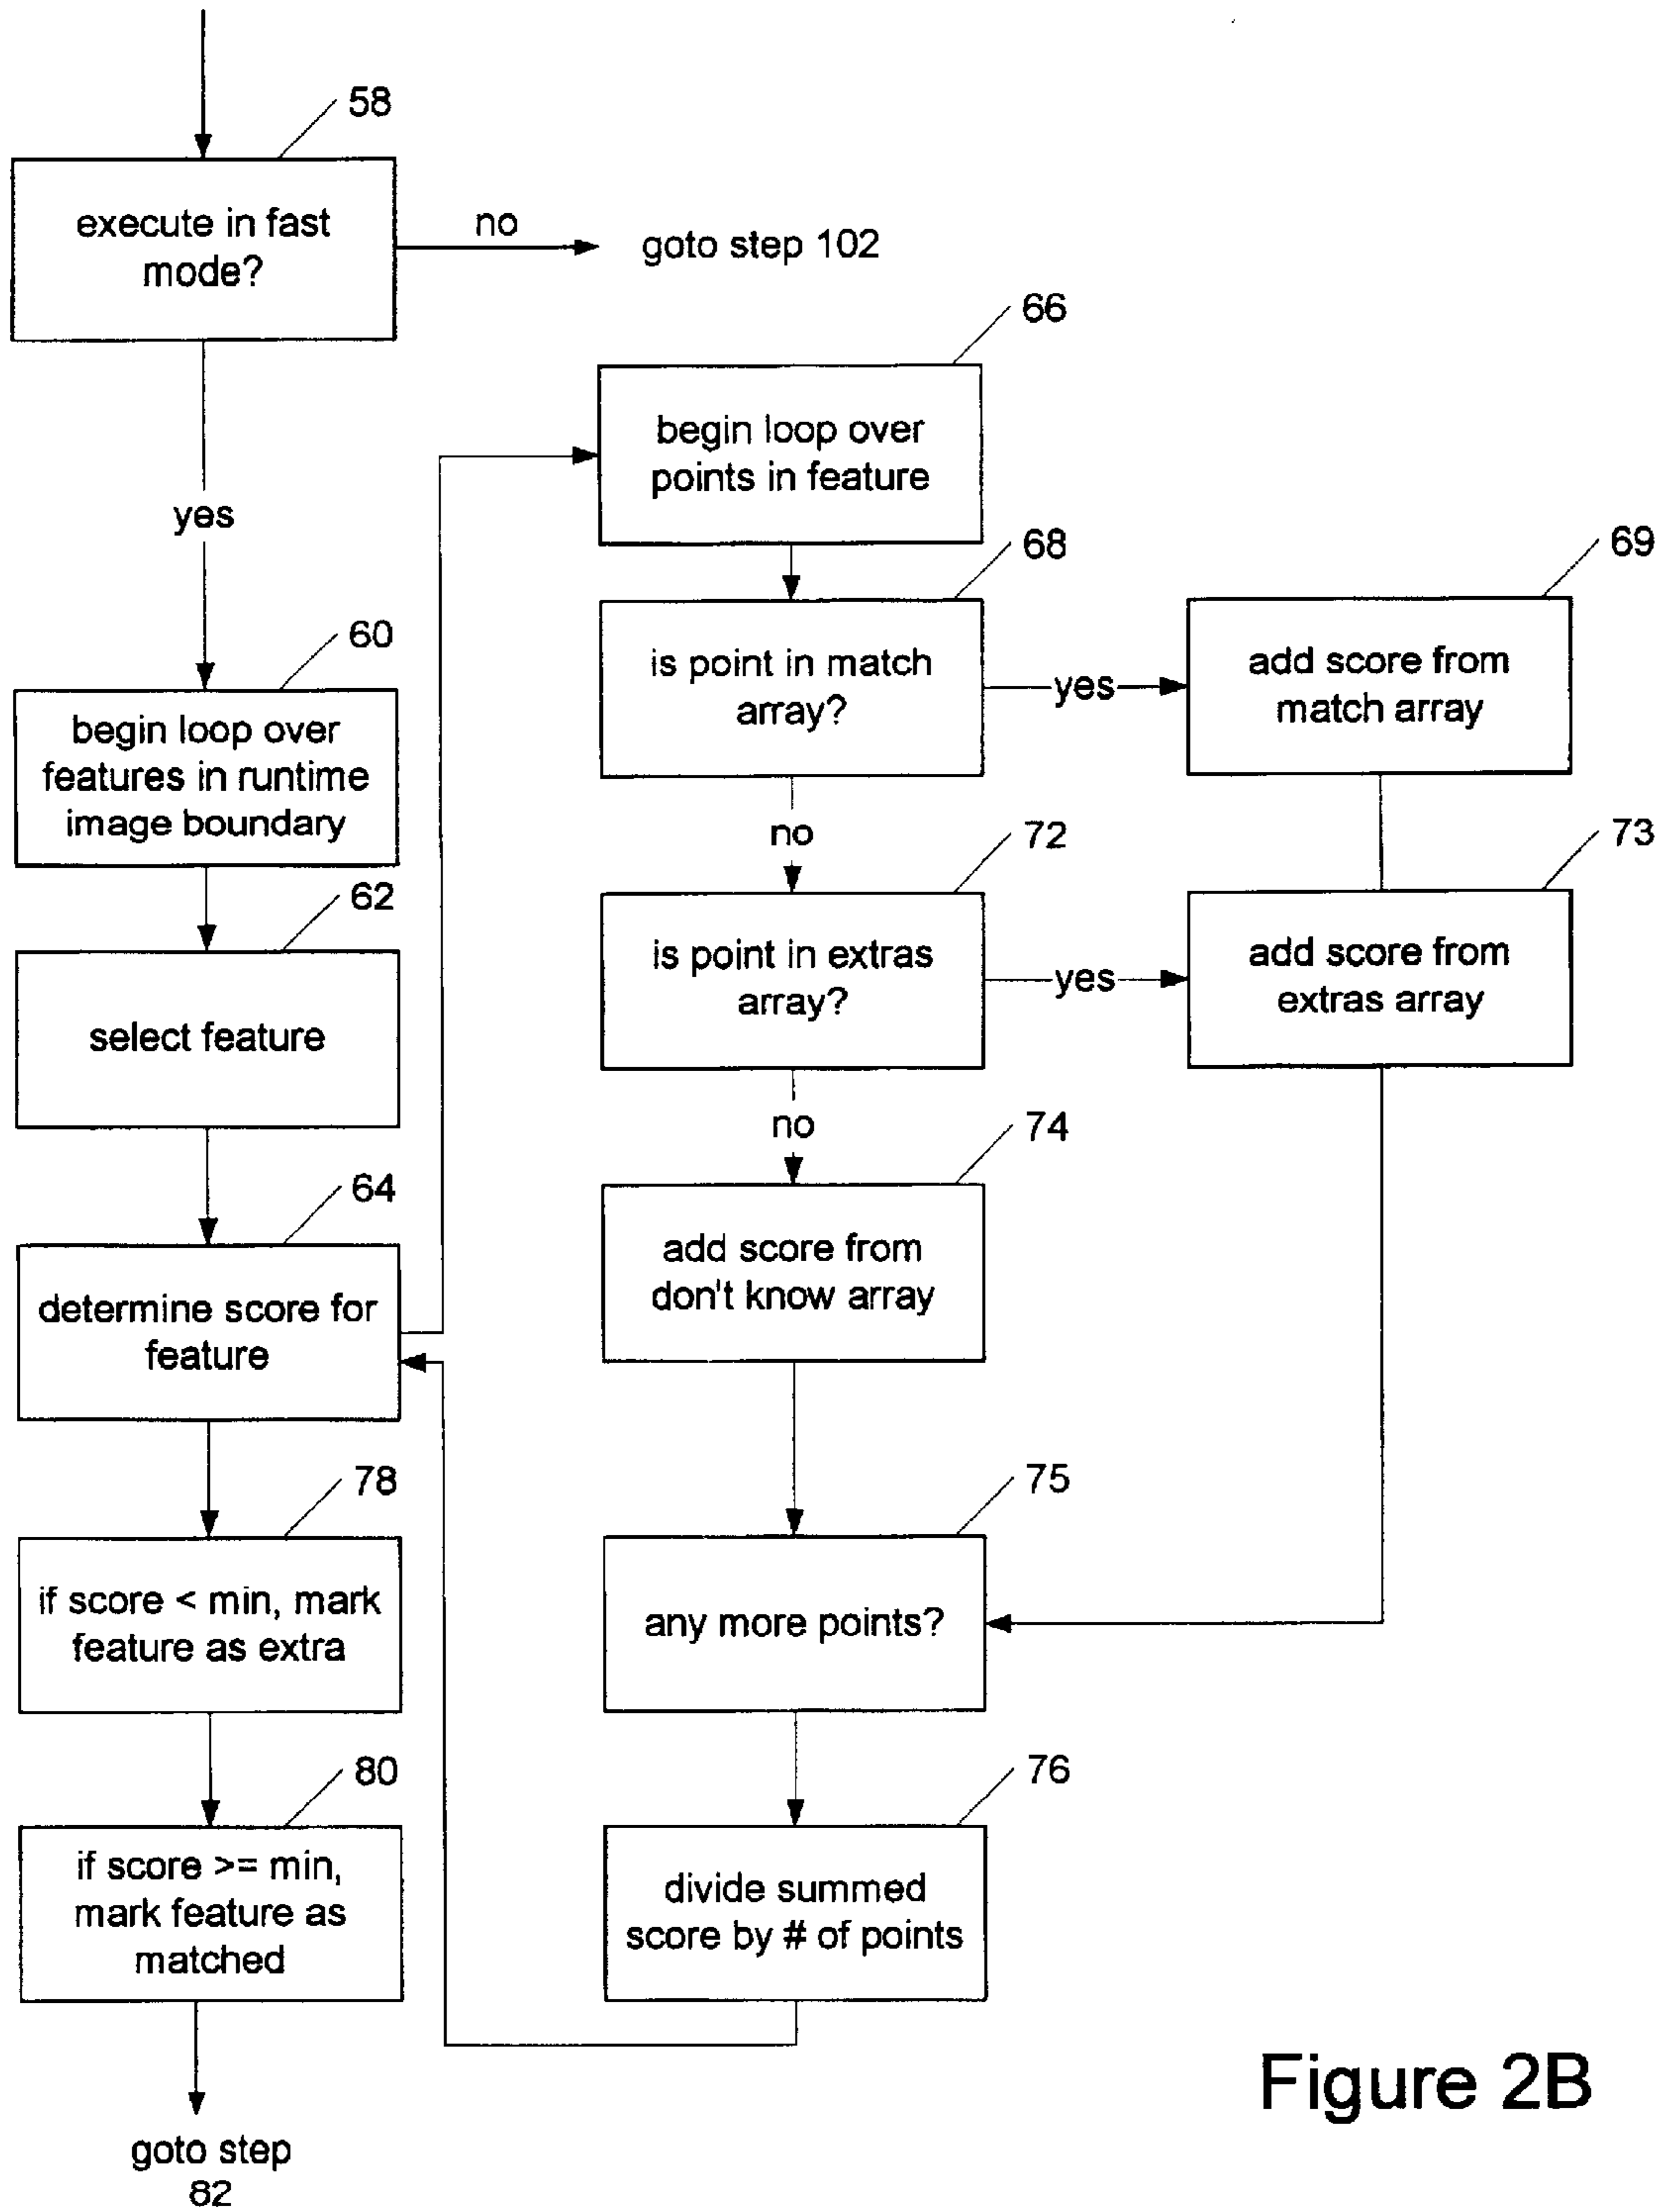 58
execute in fast
mode?
no
goto step 102
yes
60
begin loop over
features in runtime
image boundary
62
select feature
64
determine score for
feature
78
if score < min, mark
feature as extra
80
if score >= min,
mark feature as
matched
goto step
82
66
begin loop over
points in feature
68
is point in match
array?
yes
69
add score from
match array
no
72
is point in extras
array?
yes
73
add score from
extras array
no
74
add score from
don't know array
75
any more points?
76
divide summed
score by # of points
Figure 2B